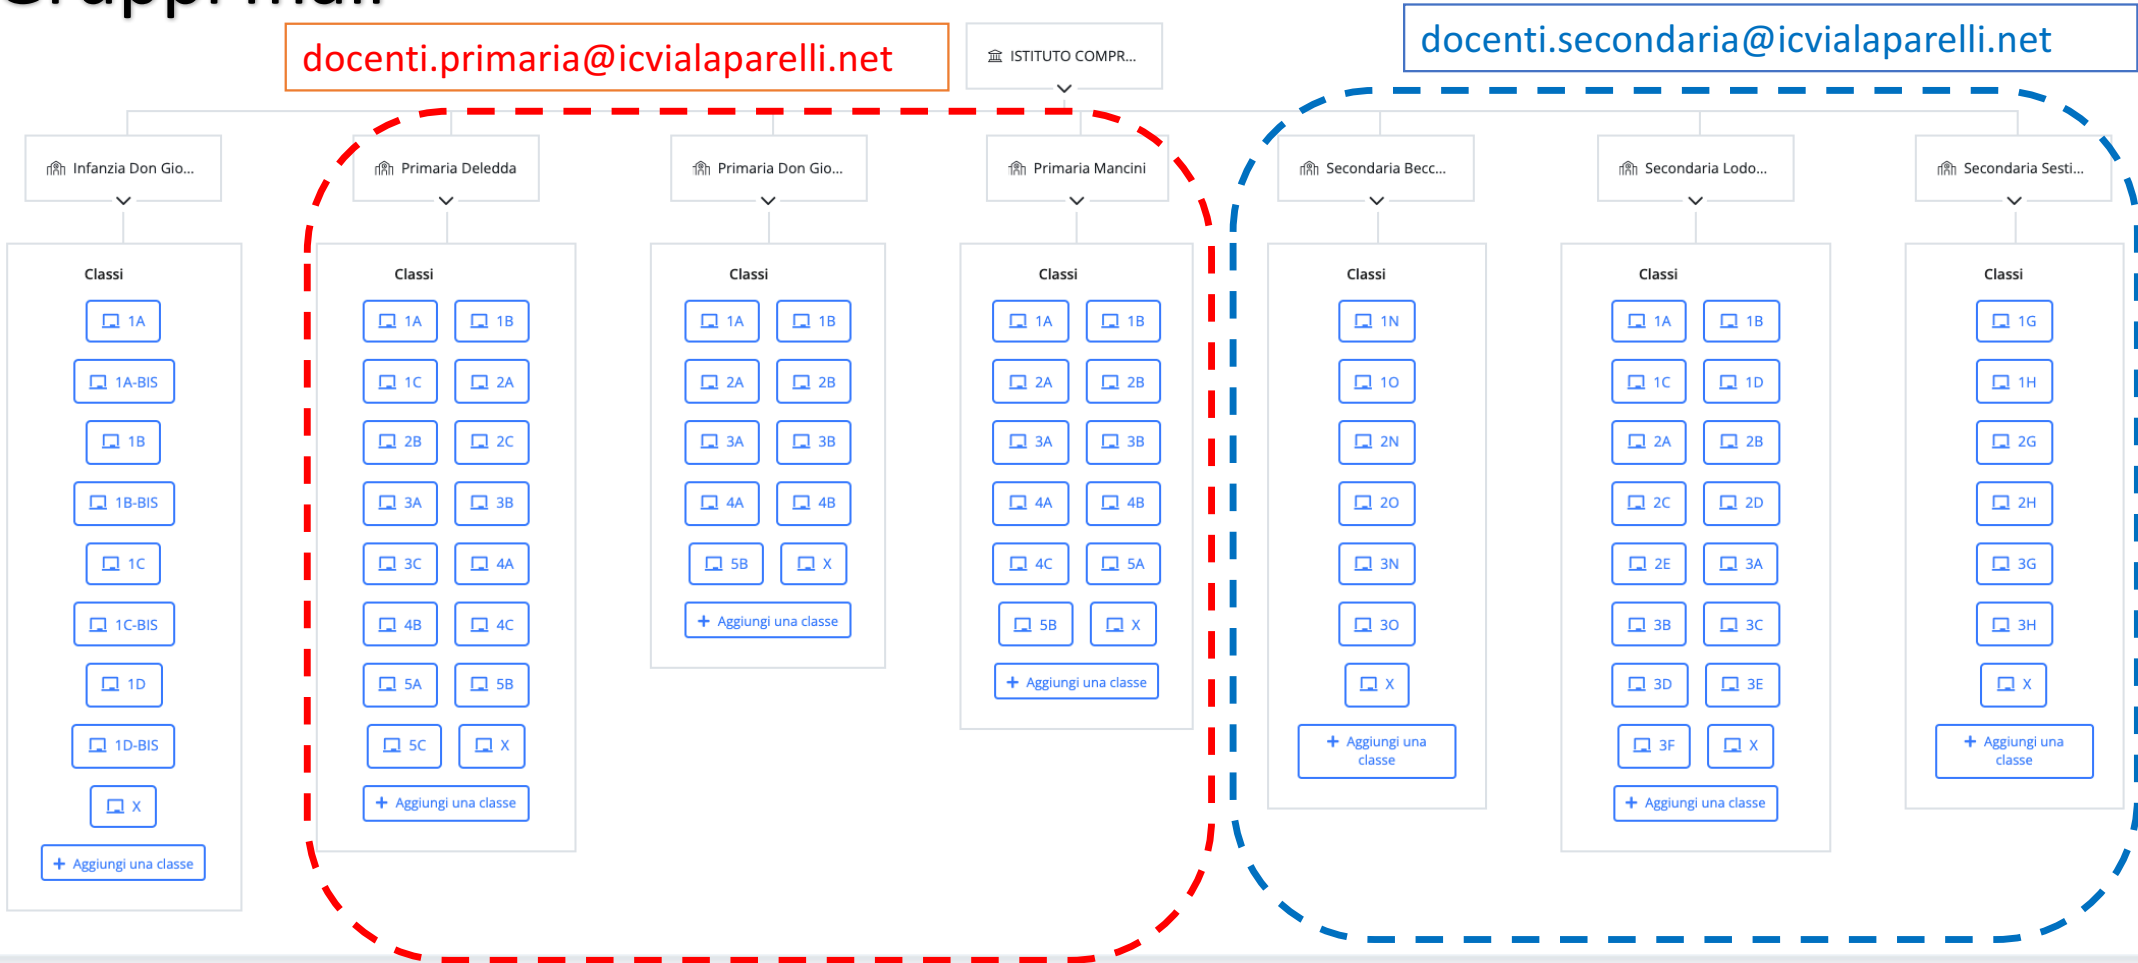 Gruppi mail
docenti.primaria@icvialaparelli.net
ISTITUTO COMPR...
docenti.secondaria@icvialaparelli.net
Infanzia Don Gio...
Primaria Deledda
Primaria Don Gio...
Primaria Mancini
Secondaria Becc...
Secondaria Lodo...
Secondaria Sesti...
Classi
1A
1A-BIS
1B
1B-BIS
1C
1C-BIS
1D
1D-BIS
X
+ Aggiungi una classe
Classi
1A 1B
1C 2A
2B 2C
3A 3B
3C 4A
4B 4C
5A 5B
5C X
+ Aggiungi una classe
Classi
1A 1B
2A 2B
3A 3B
4A 4B
5B X
+ Aggiungi una classe
Classi
1A 1B
2A 2B
3A 3B
4A 4B
4C 5A
5B X
+ Aggiungi una classe
Classi
1N
1O
2N
2O
3N
3O
X
+ Aggiungi una
classe
Classi
1A 1B
1C 1D
2A 2B
2C 2D
2E 3A
3B 3C
3D 3E
3F X
+ Aggiungi una classe
Classi
1G
1H
2G
2H
3G
3H
X
+ Aggiungi una
classe